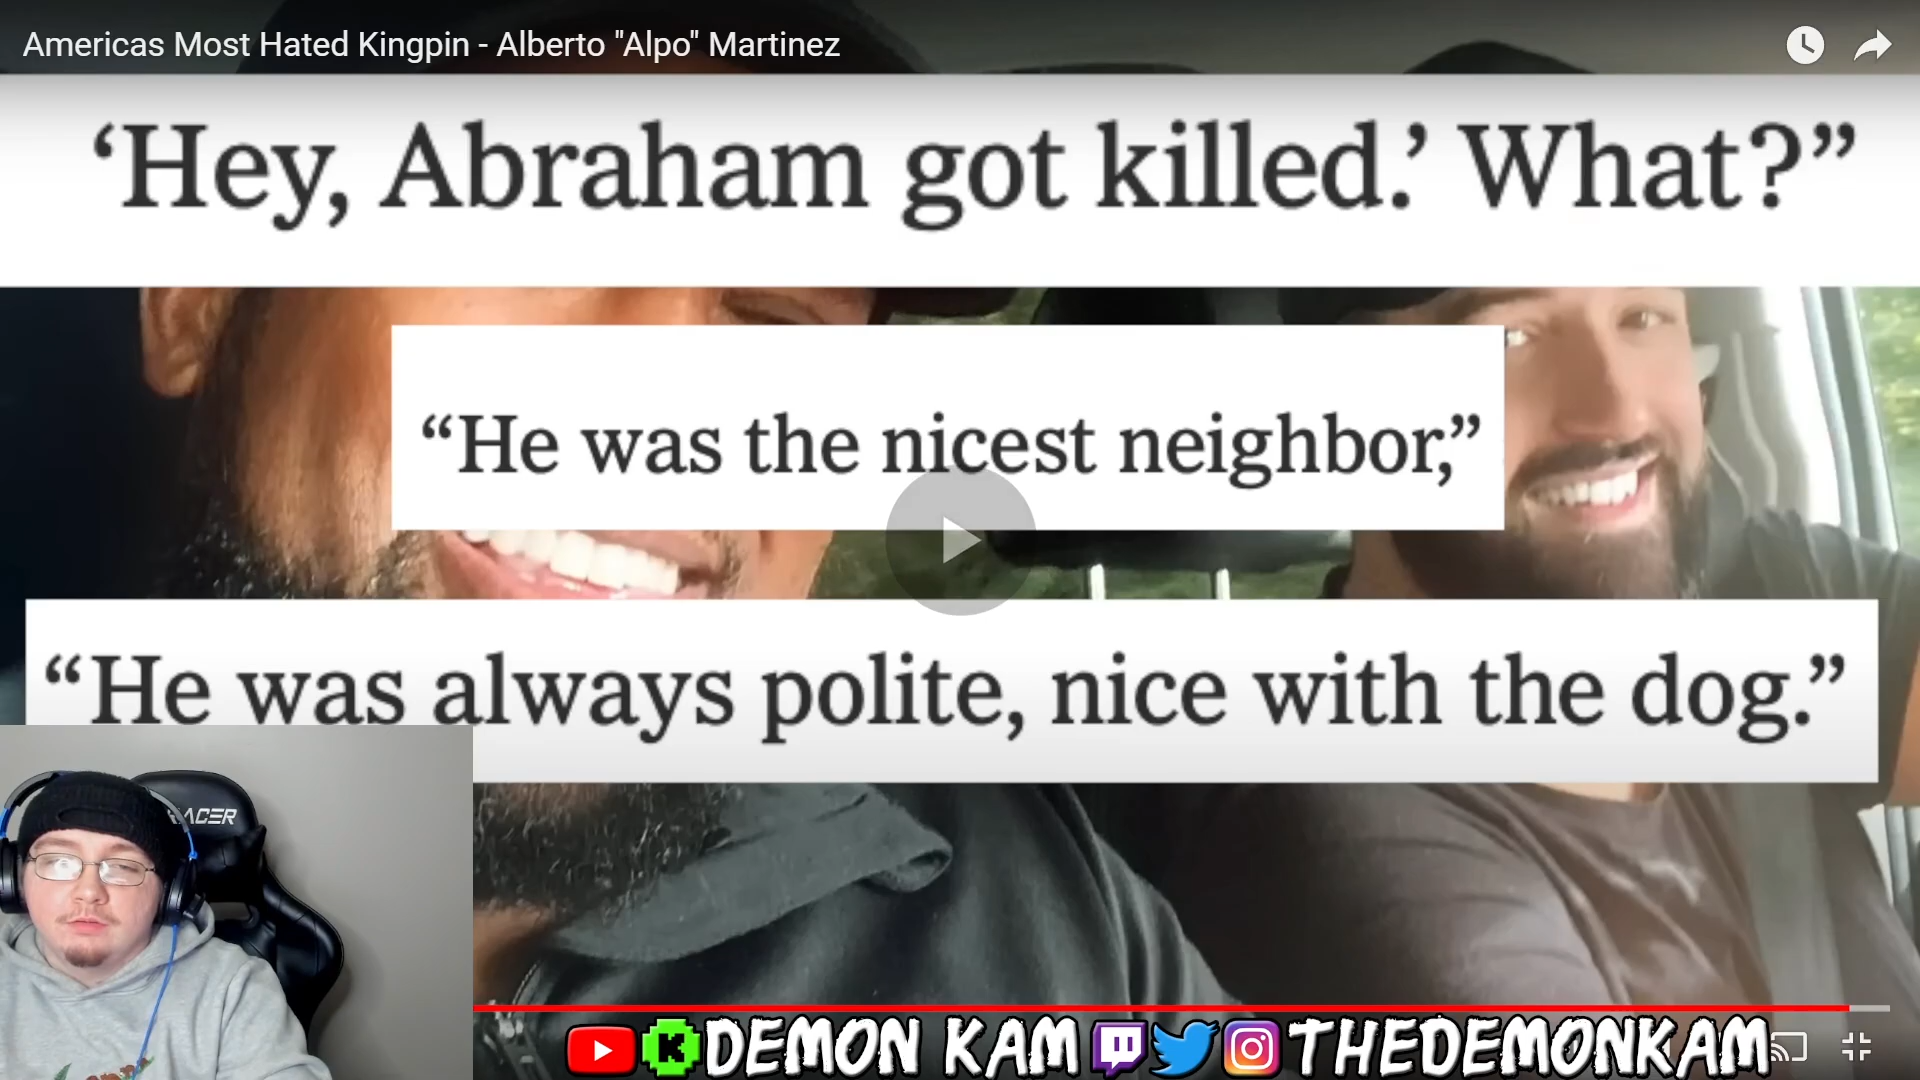 Americas Most Hated Kingpin - Alberto "Alpo" Martinez
‘Hey, Abraham got killed.’ What?”
“He was the nicest neighbor,”
“He was always polite, nice with the dog.”
DEMON KAM THEDEMONKAM